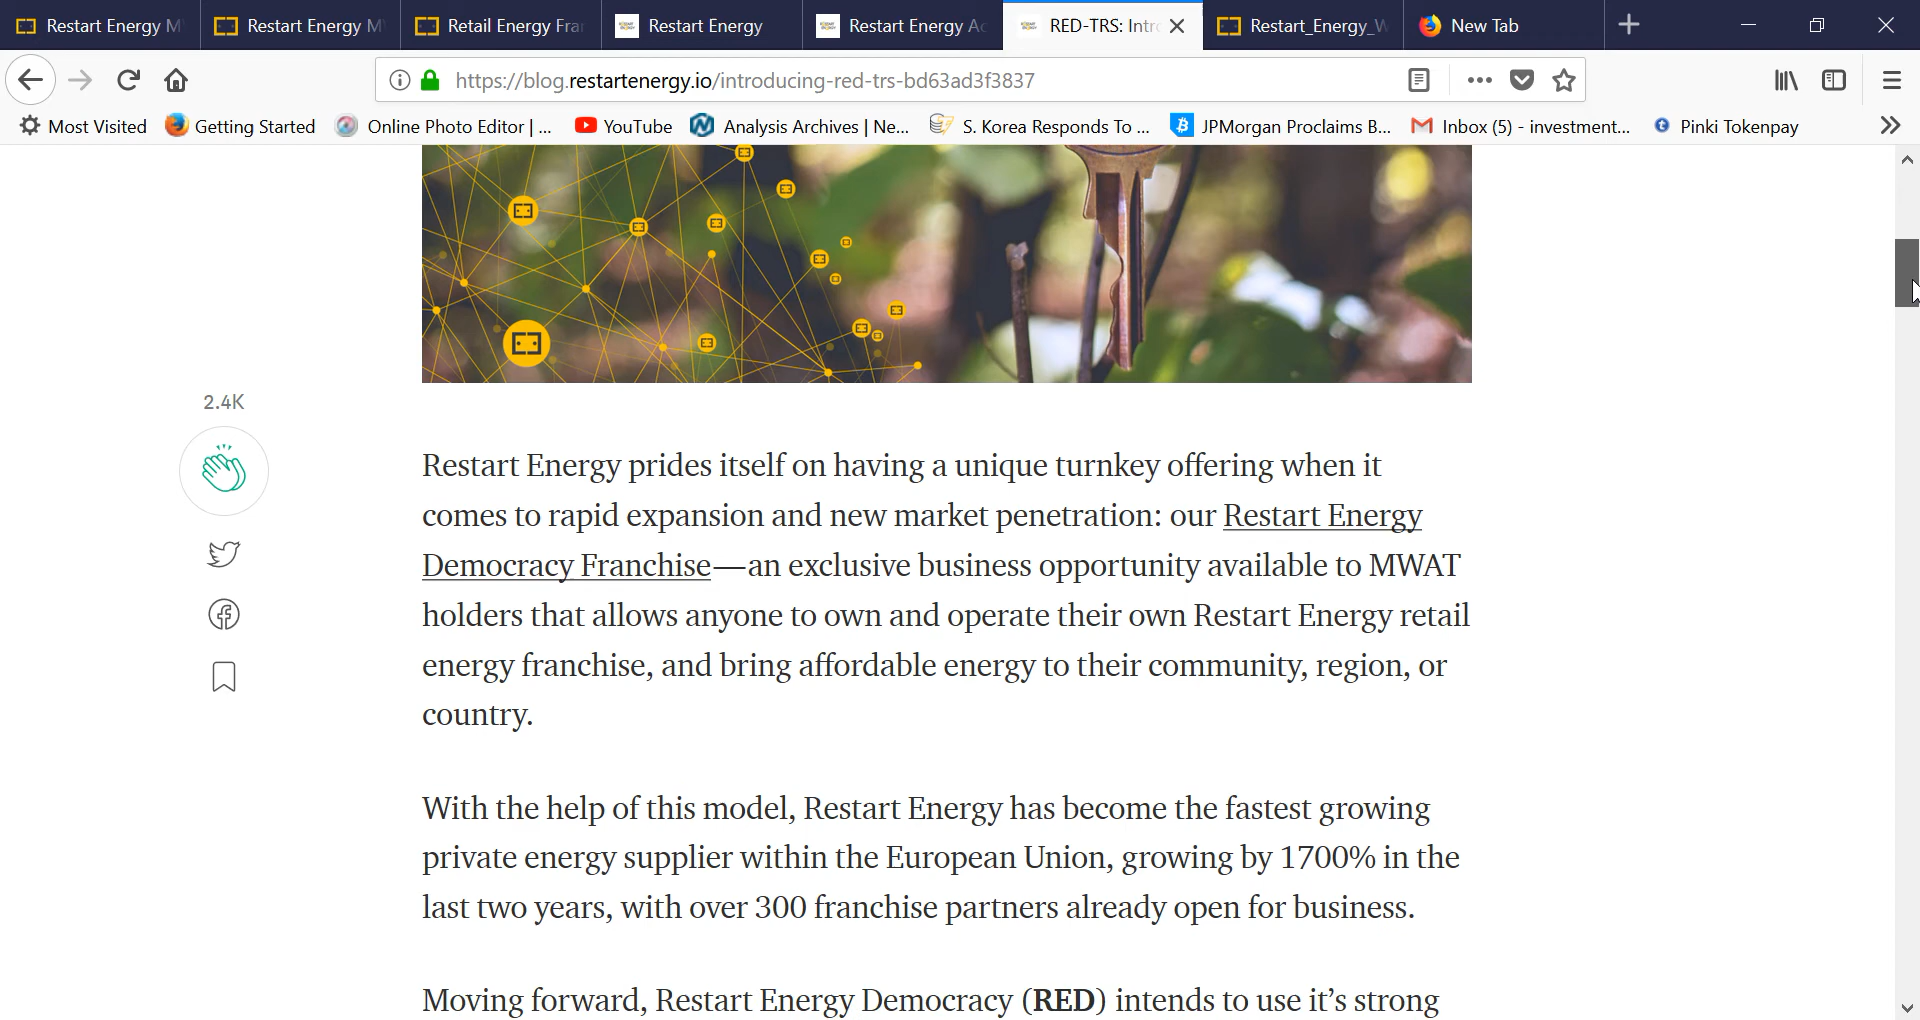 Restart Energy M
Restart Energy M
Retail Energy Fra
Restart Energy
Restart Energy Ac
RED-TRS: Intro
Restart_Energy_W
New Tab
https://blog.restartenergy.io/introducing-red-trs-bd63ad3f3837
Most Visited
Getting Started
Online Photo Editor | ...
YouTube
Analysis Archives | Ne...
S. Korea Responds To ...
JPMorgan Proclaims B...
Inbox (5) - investment...
Pinki Tokenpay
2.4K
Restart Energy prides itself on having a unique turnkey offering when it
comes to rapid expansion and new market penetration: our Restart Energy
Democracy Franchise—an exclusive business opportunity available to MWAT
holders that allows anyone to own and operate their own Restart Energy retail
energy franchise, and bring affordable energy to their community, region, or
country.
With the help of this model, Restart Energy has become the fastest growing
private energy supplier within the European Union, growing by 1700% in the
last two years, with over 300 franchise partners already open for business.
Moving forward, Restart Energy Democracy (RED) intends to use it’s strong